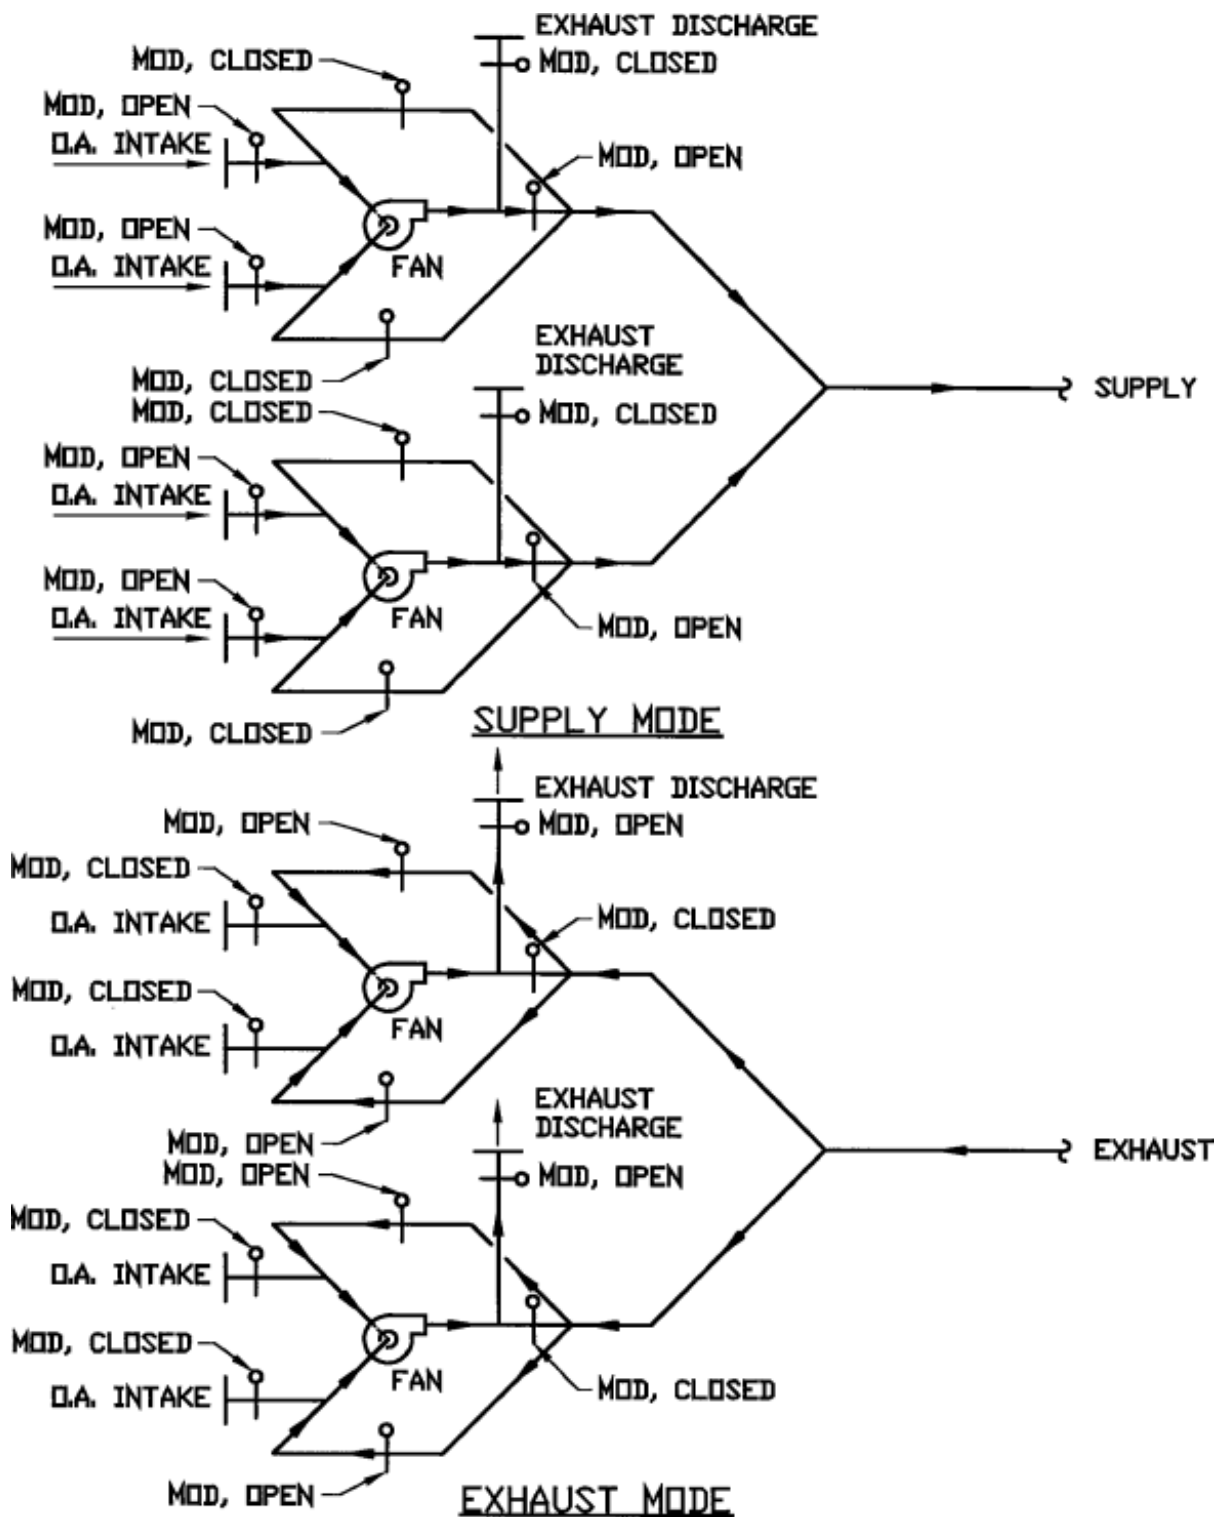 EXHAUST DISCHARGE
MOD, CLOSED
MOD, CLOSED
MOD, OPEN
O.A. INTAKE
MOD, OPEN
MOD, OPEN
O.A. INTAKE
FAN
EXHAUST
DISCHARGE
MOD, CLOSED
MOD, CLOSED
MOD, CLOSED
SUPPLY
MOD, OPEN
O.A. INTAKE
MOD, OPEN
O.A. INTAKE
FAN
MOD, OPEN
MOD, CLOSED
SUPPLY MODE
EXHAUST DISCHARGE
MOD, OPEN
MOD, OPEN
MOD, CLOSED
O.A. INTAKE
MOD, CLOSED
MOD, CLOSED
O.A. INTAKE
FAN
EXHAUST
DISCHARGE
MOD, OPEN
MOD, OPEN
MOD, OPEN
EXHAUST
MOD, CLOSED
O.A. INTAKE
MOD, CLOSED
O.A. INTAKE
FAN
MOD, CLOSED
MOD, OPEN
EXHAUST MODE